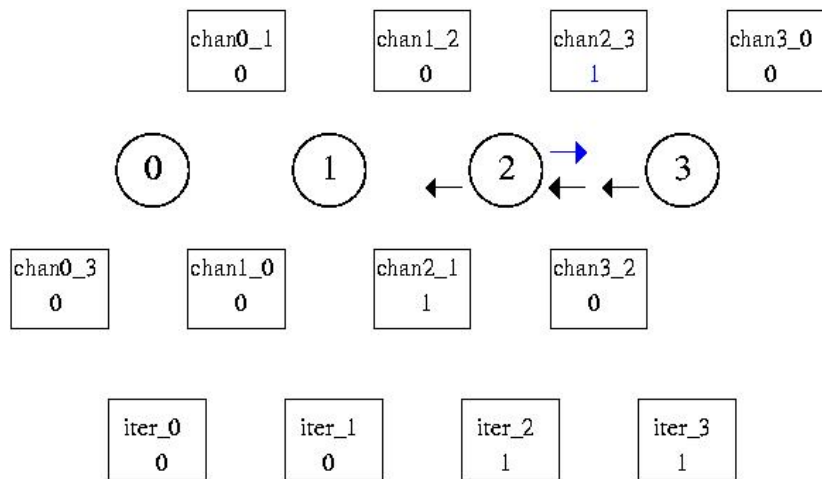 chan0_1
0
chan1_2
0
chan2_3
1
chan3_0
0
0
1
2
3
chan0_3
0
chan1_0
0
chan2_1
1
chan3_2
0
iter_0
0
iter_1
0
iter_2
1
iter_3
1